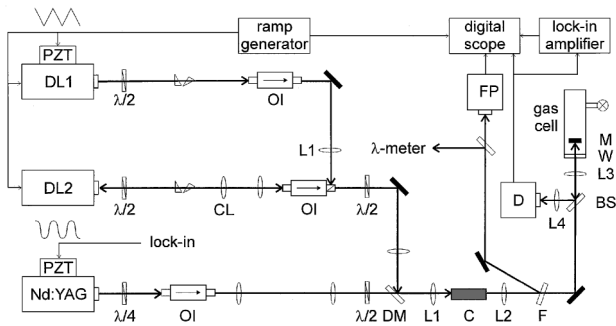 ramp generator
digital scope
lock-in amplifier
PZT
DL1
λ/2
OI
FP
gas cell
M
W
L3
L1
λ-meter
DL2
λ/2
CL
OI
λ/2
D
L4
BS
lock-in
PZT
Nd:YAG
λ/4
OI
λ/2
DM
L1
C
L2
F